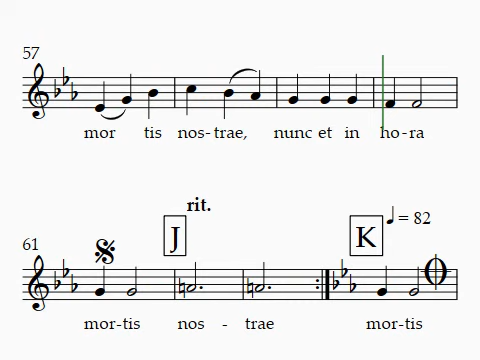 57
mor tis nos-trae, nunc et in ho-ra
rit.
J K = 82
61
mor-tis nos - trae mor-tis